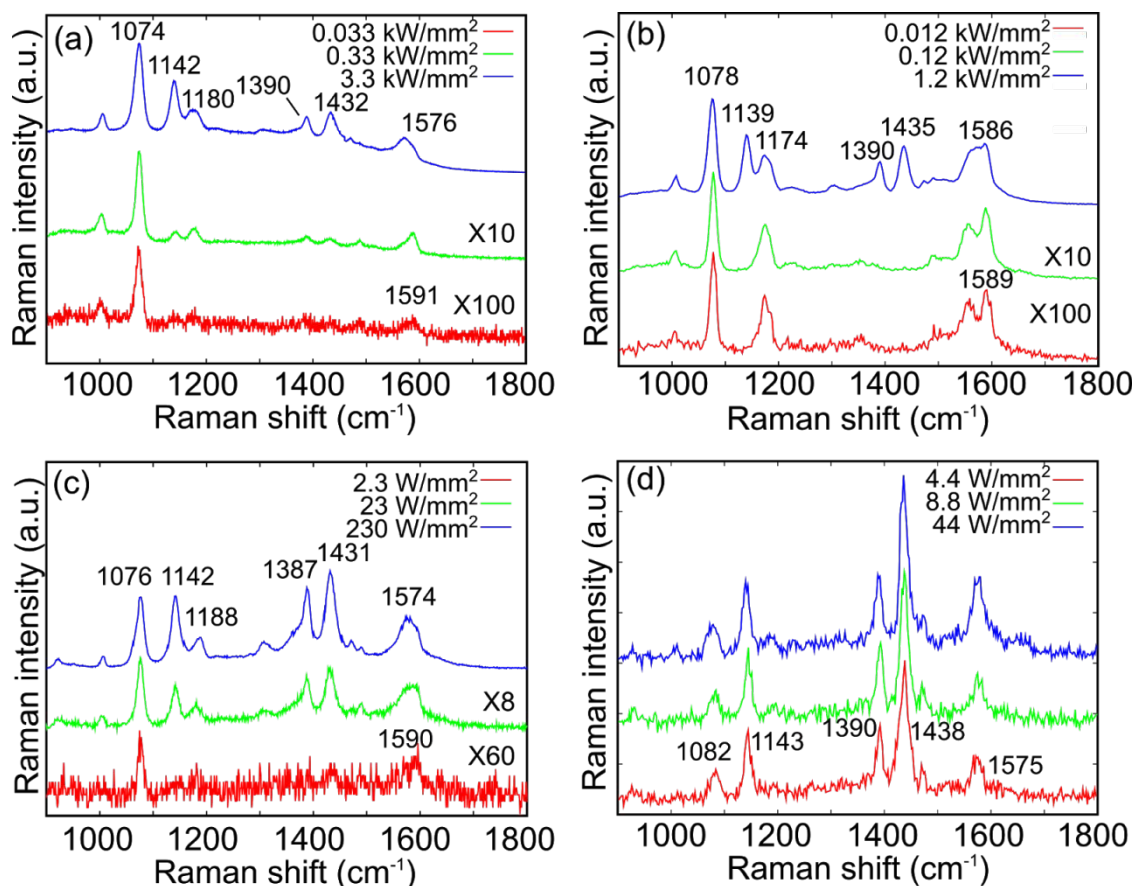 (a)
0.033 kW/mm²
0.33 kW/mm²
3.3 kW/mm²
1074
1142
1180
1390
1432
1576
X10
1591
X100
Raman intensity (a.u.)
1000 1200 1400 1600 1800
Raman shift (cm⁻¹)
(b)
0.012 kW/mm²
0.12 kW/mm²
1.2 kW/mm²
1078
1139
1174
1390
1435
1586
X10
1589
X100
Raman intensity (a.u.)
1000 1200 1400 1600 1800
Raman shift (cm⁻¹)
(c)
2.3 W/mm²
23 W/mm²
230 W/mm²
1076
1142
1188
1387
1431
1574
X8
1590
X60
Raman intensity (a.u.)
1000 1200 1400 1600 1800
Raman shift (cm⁻¹)
(d)
4.4 W/mm²
8.8 W/mm²
44 W/mm²
1082
1143
1390
1438
1575
Raman intensity (a.u.)
1000 1200 1400 1600 1800
Raman shift (cm⁻¹)